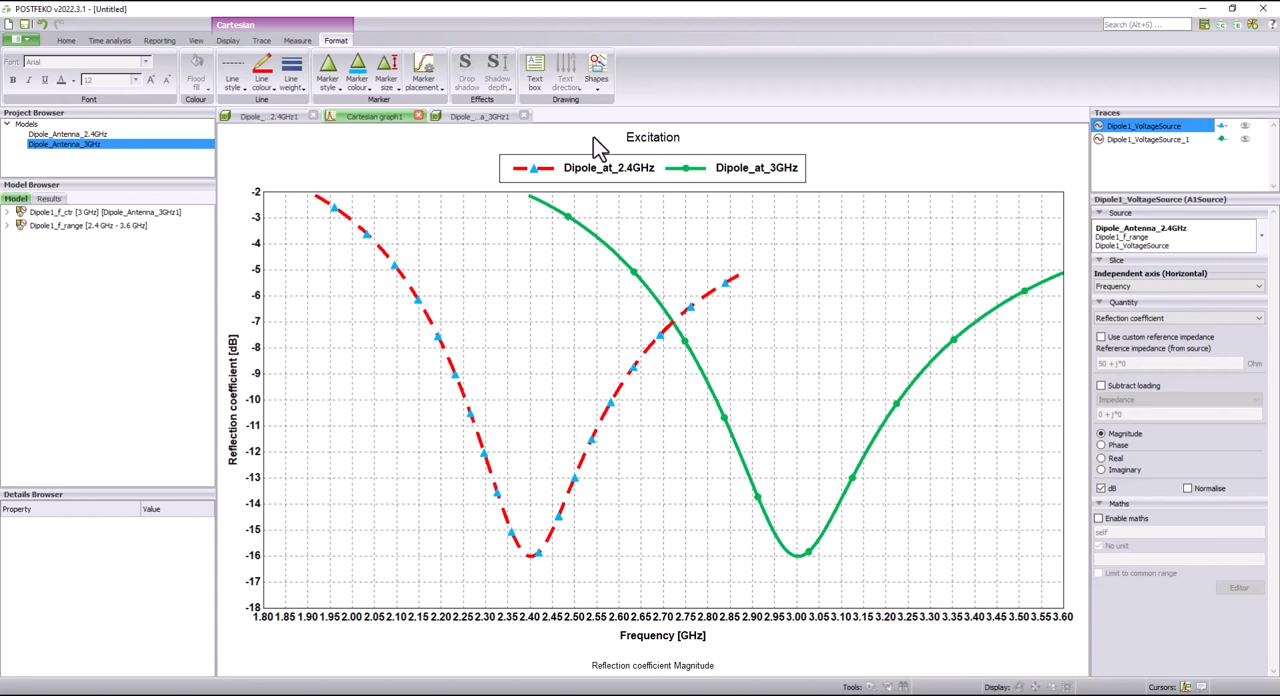 POSTFEKO v2022.3.1 - [Untitled]
Cartesian
Search (Alt+S) ...
Home Time analysis Reporting View Display Trace Measure Format
Font: Arial
B I U A 12 A A
Font
Flood fill
Colour
Line style Line colour Line weight
Line
Marker style Marker colour Marker size Marker placement
Marker
Drop shadow Shadow depth
Effects
Text box Text direction Shapes
Drawing
Project Browser
Models
Dipole_Antenna_2.4GHz
Dipole_Antenna_3GHz
Model Browser
Model Results
Dipole1_f_ctr [3 GHz] [Dipole_Antenna_3GHz1]
Dipole1_f_range [2.4 GHz - 3.6 GHz]
Details Browser
Property Value
Dipole_...2.4GHz1 Cartesian graph1 Dipole_...a_3GHz1
Excitation
Dipole_at_2.4GHz Dipole_at_3GHz
-2
-3
-4
-5
-6
-7
-8
-9
-10
-11
-12
-13
-14
-15
-16
-17
-18
Reflection coefficient [dB]
1.80 1.85 1.90 1.95 2.00 2.05 2.10 2.15 2.20 2.25 2.30 2.35 2.40 2.45 2.50 2.55 2.60 2.65 2.70 2.75 2.80 2.85 2.90 2.95 3.00 3.05 3.10 3.15 3.20 3.25 3.30 3.35 3.40 3.45 3.50 3.55 3.60
Frequency [GHz]
Reflection coefficient Magnitude
Traces
Dipole1_VoltageSource
Dipole1_VoltageSource_1
Dipole1_VoltageSource (A1Source)
Source
Dipole_Antenna_2.4GHz
Dipole1_f_range
Dipole1_VoltageSource
Slice
Independent axis (Horizontal)
Frequency
Quantity
Reflection coefficient
Use custom reference impedance
Reference impedance (from source)
50 + j*0 Ohm
Subtract loading
Impedance
0 + j*0
Magnitude
Phase
Real
Imaginary
dB Normalise
Maths
Enable maths
self
No unit
Limit to common range
Editor
Tools: Display: Cursors: